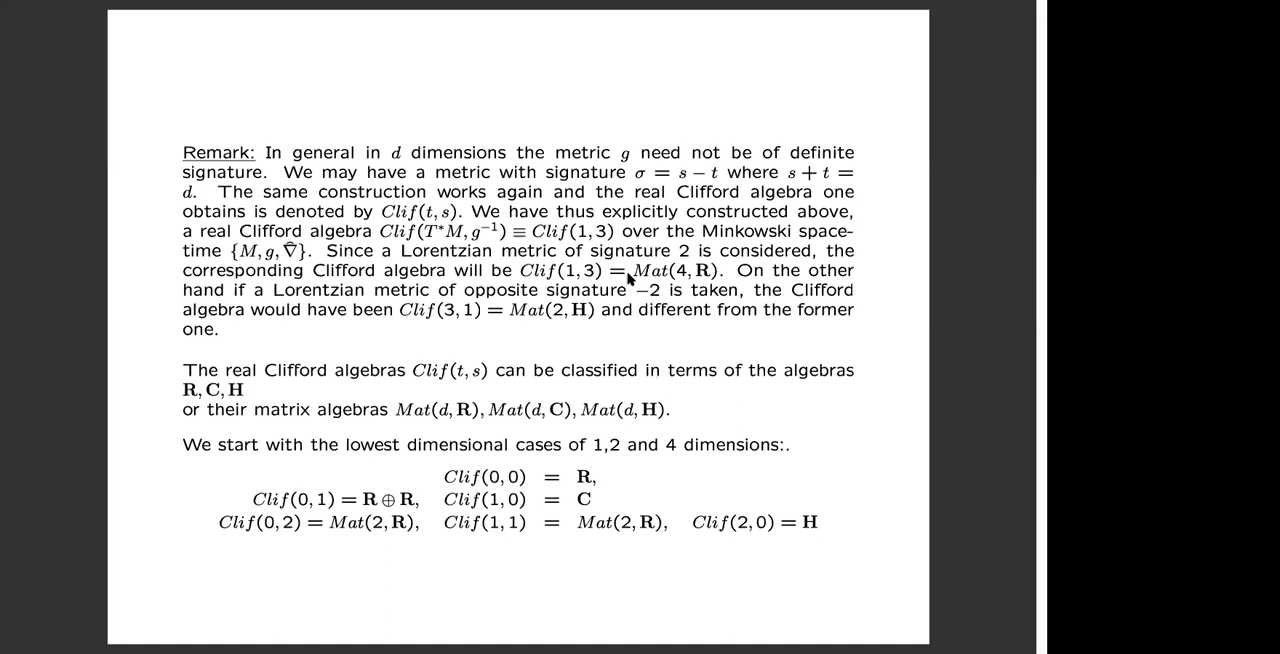 Remark: In general in d dimensions the metric g need not be of definite
signature. We may have a metric with signature σ = s − t where s + t =
d. The same construction works again and the real Clifford algebra one
obtains is denoted by Clif(t, s). We have thus explicitly constructed above,
a real Clifford algebra Clif(T*M, g⁻¹) ≡ Clif(1, 3) over the Minkowski space-
time {M, g, ∇̂}. Since a Lorentzian metric of signature 2 is considered, the
corresponding Clifford algebra will be Clif(1, 3) = Mat(4, R). On the other
hand if a Lorentzian metric of opposite signature −2 is taken, the Clifford
algebra would have been Clif(3, 1) = Mat(2, H) and different from the former
one.
The real Clifford algebras Clif(t, s) can be classified in terms of the algebras
R, C, H
or their matrix algebras Mat(d, R), Mat(d, C), Mat(d, H).
We start with the lowest dimensional cases of 1,2 and 4 dimensions:.
Clif(0, 0) = R,
Clif(0, 1) = R ⊕ R, Clif(1, 0) = C
Clif(0, 2) = Mat(2, R), Clif(1, 1) = Mat(2, R), Clif(2, 0) = H